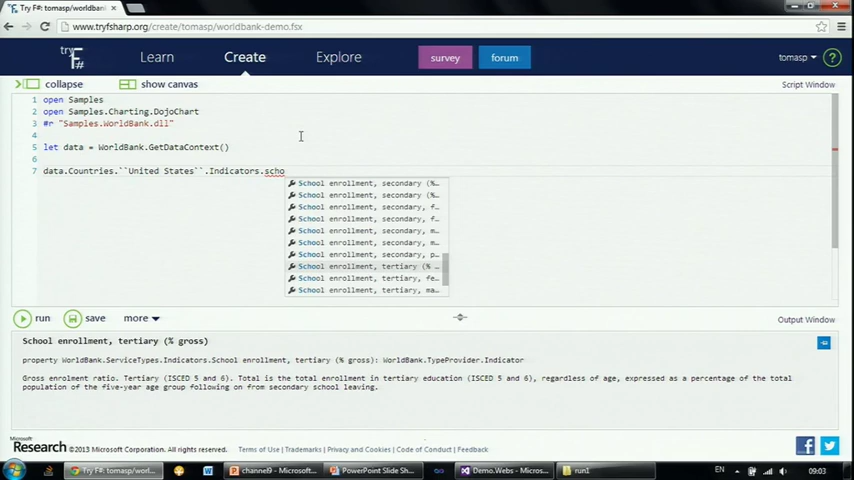 Try F#: tomasp/worldbank-de
www.tryfsharp.org/create/tomasp/worldbank-demo.fsx
try
F#
Learn
Create
Explore
survey
forum
tomasp
?
collapse
show canvas
Script Window
1 open Samples
2 open Samples.Charting.DojoChart
3 #r "Samples.WorldBank.dll"
4
5 let data = WorldBank.GetDataContext()
6
7 data.Countries.``United States``.Indicators.scho
School enrollment, secondary (%…
School enrollment, secondary (%…
School enrollment, secondary, f…
School enrollment, secondary, f…
School enrollment, secondary, m…
School enrollment, secondary, m…
School enrollment, secondary, p…
School enrollment, tertiary (% …
School enrollment, tertiary, fe…
School enrollment, tertiary, ma…
run
save
more
Output Window
School enrollment, tertiary (% gross)
property WorldBank.ServiceTypes.Indicators.School enrollment, tertiary (% gross): WorldBank.TypeProvider.Indicator
Gross enrolment ratio. Tertiary (ISCED 5 and 6). Total is the total enrollment in tertiary education (ISCED 5 and 6), regardless of age, expressed as a percentage of the total
population of the five-year age group following on from secondary school leaving.
Microsoft
Research
©2013 Microsoft Corporation. All rights reserved.
Terms of Use | Trademarks | Privacy and Cookies | Code of Conduct | Feedback
Try F#: tomasp/worl...
channel9 - Microsoft...
PowerPoint Slide Sh...
Demo.Webs - Micros...
run1
EN
09:03